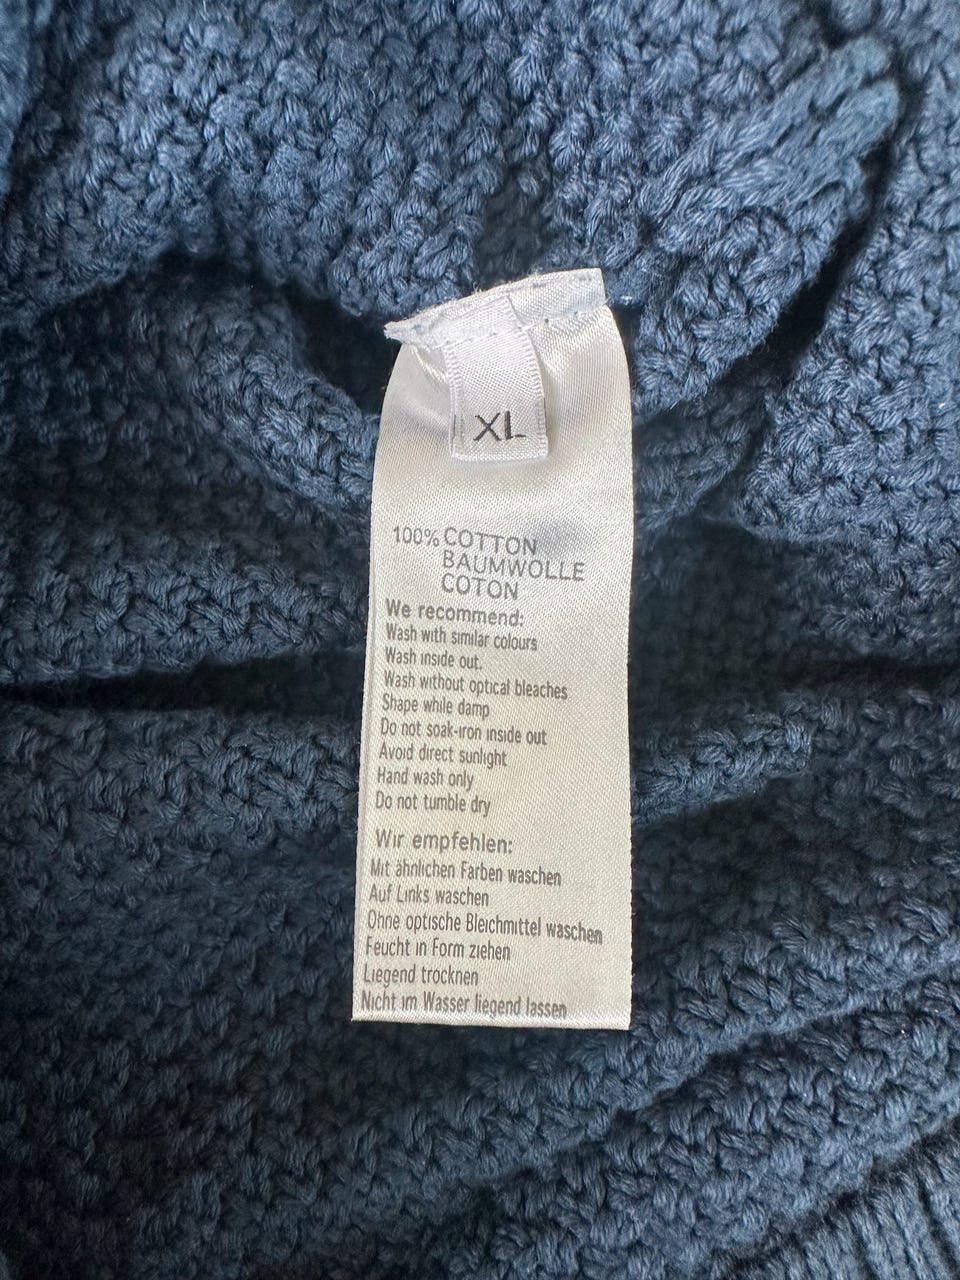 XL
100% COTTON
BAUMWOLLE
COTON
We recommend:
Wash with similar colours
Wash inside out.
Wash without optical bleaches
Shape while damp
Do not soak-iron inside out
Avoid direct sunlight
Hand wash only
Do not tumble dry
Wir empfehlen:
Mit ähnlichen Farben waschen
Auf Links waschen
Ohne optische Bleichmittel waschen
Feucht in Form ziehen
Liegend trocknen
Nicht im Wasser liegend lassen